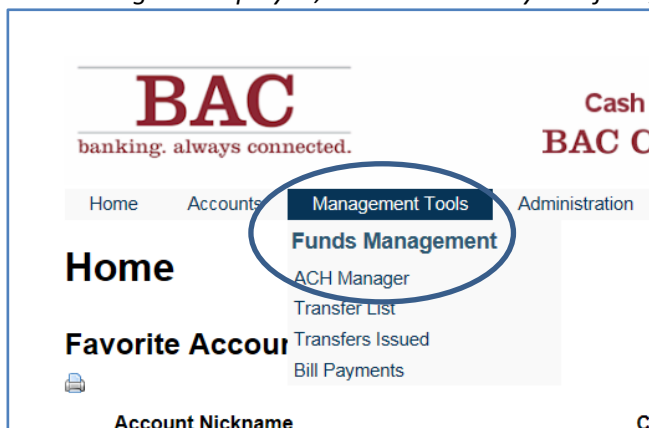 BAC
banking. always connected.
Cash
BAC
Home Accounts Management Tools Administration
Funds Management
Home
ACH Manager
Transfer List
Favorite
Transfers Issued
Bill Payments
Account Nickname